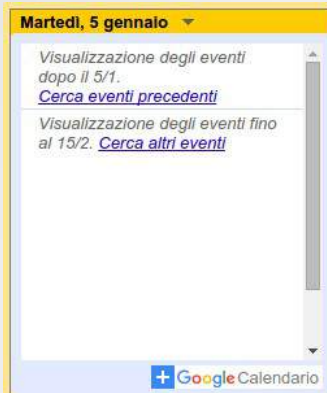 Martedì, 5 gennaio
Visualizzazione degli eventi
dopo il 5/1.
Cerca eventi precedenti
Visualizzazione degli eventi fino
al 15/2. Cerca altri eventi
Google Calendario